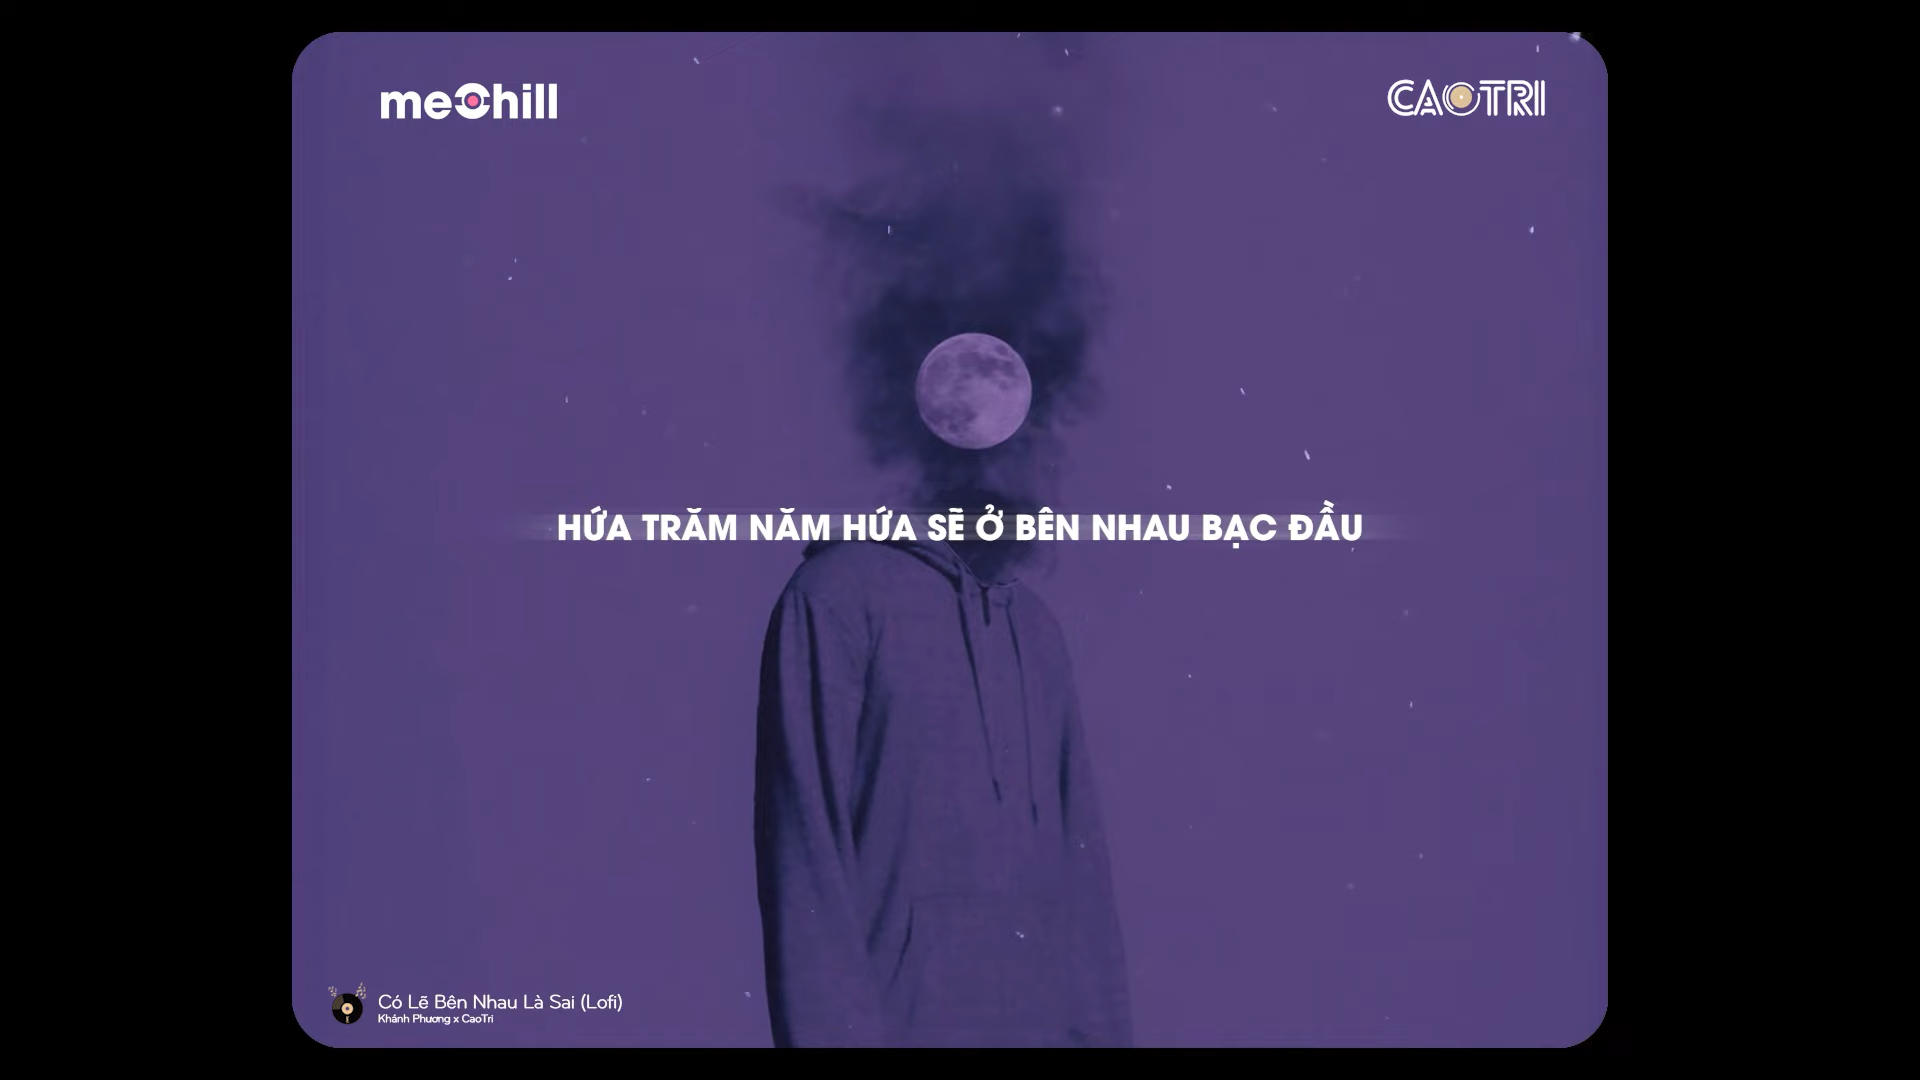 meChill
CAOTRI
HỨA TRĂM NĂM HỨA SẼ Ở BÊN NHAU BẠC ĐẦU
Có Lẽ Bên Nhau Là Sai (Lofi)
Khánh Phương x CaoTri